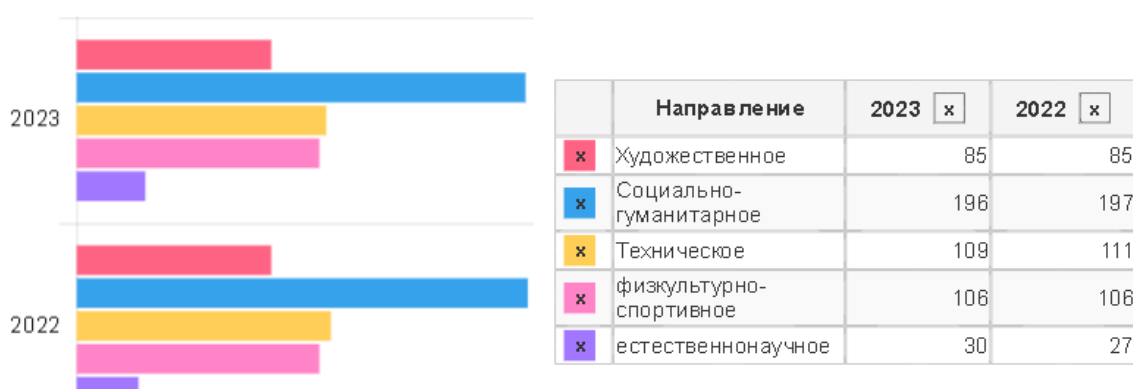 2023
2022
Направление 2023 x 2022 x
x Художественное 85 85
x Социально-
гуманитарное 196 197
x Техническое 109 111
x физкультурно-
спортивное 106 106
x естественнонаучное 30 27